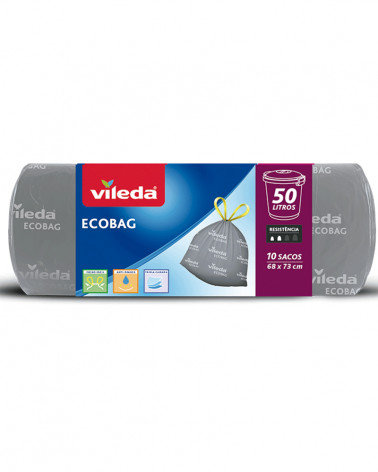 vileda
ECOBAG
50
LITROS
RESISTÊNCIA
10 SACOS
68 x 73 cm
vileda
ECOBAG
vileda
ECOBAG